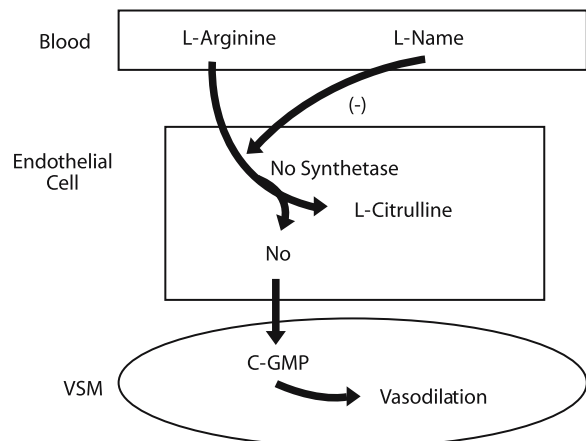 Blood
L-Arginine
L-Name
(-)
Endothelial
Cell
No Synthetase
L-Citrulline
No
C-GMP
VSM
Vasodilation